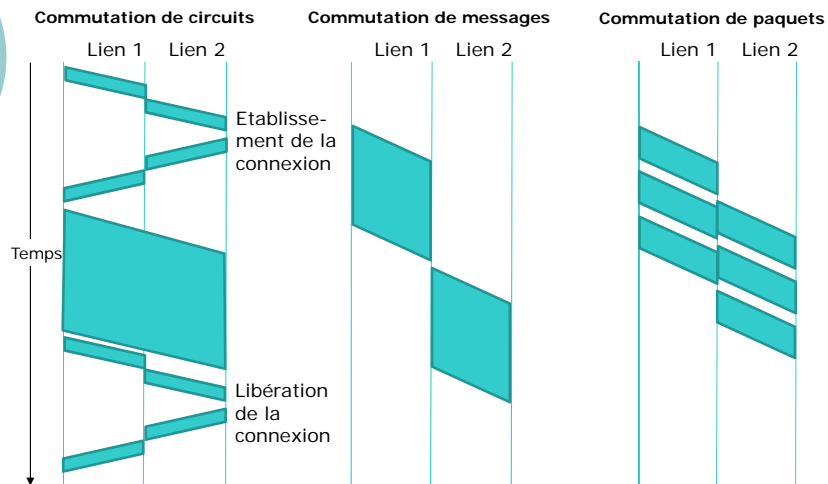 Commutation de circuits
Commutation de messages
Commutation de paquets
Lien 1
Lien 2
Lien 1
Lien 2
Lien 1
Lien 2
Etablisse-
ment de la
connexion
Temps
Libération
de la
connexion